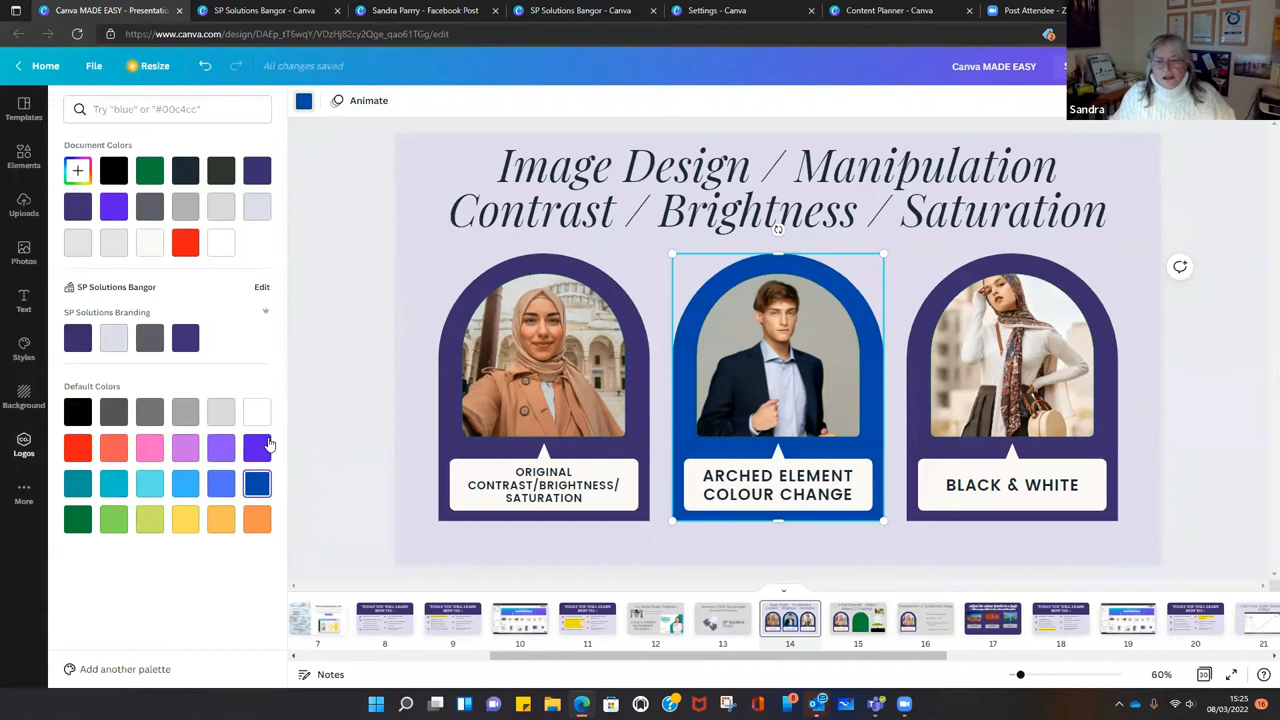 Canva MADE EASY - Presentatio
SP Solutions Bangor - Canva
Sandra Parrry - Facebook Post
SP Solutions Bangor - Canva
Settings - Canva
Content Planner - Canva
Post Attendee - Z
https://www.canva.com/design/DAEp_tT6wqY/VDzHj82cy2Qge_qao61TGg/edit
Home
File
Resize
All changes saved
Canva MADE EASY
Sandra
Templates
Elements
Uploads
Photos
Text
Styles
Background
Logos
More
Try "blue" or "#00c4cc"
Document Colors
SP Solutions Bangor
Edit
SP Solutions Branding
Default Colors
Add another palette
Animate
Image Design / Manipulation
Contrast / Brightness / Saturation
ORIGINAL
CONTRAST/BRIGHTNESS/
SATURATION
ARCHED ELEMENT
COLOUR CHANGE
BLACK & WHITE
7
8
9
10
11
12
13
14
15
16
17
18
19
20
21
Notes
60%
30
15:25
08/03/2022
16